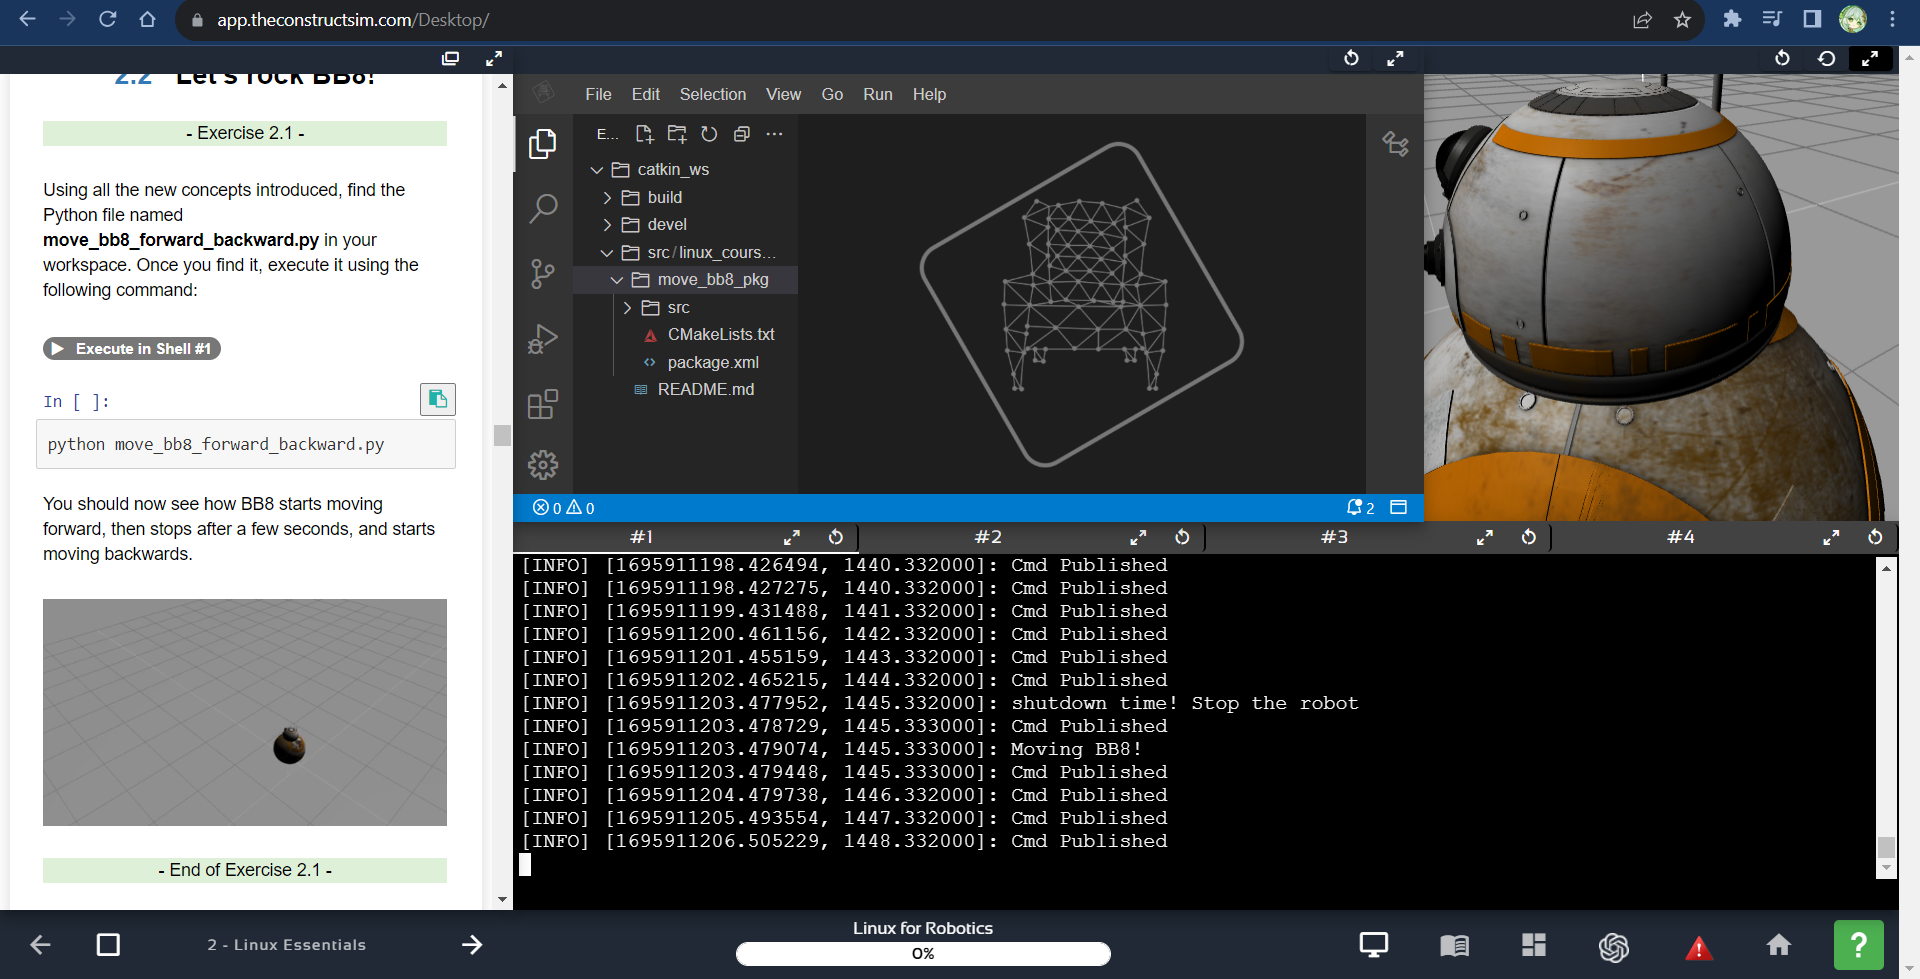 app.theconstructsim.com/Desktop/
2.2 Let's rock BB8!
- Exercise 2.1 -
Using all the new concepts introduced, find the
Python file named
move_bb8_forward_backward.py in your
workspace. Once you find it, execute it using the
following command:
Execute in Shell #1
In [ ]:
python move_bb8_forward_backward.py
You should now see how BB8 starts moving
forward, then stops after a few seconds, and starts
moving backwards.
- End of Exercise 2.1 -
File Edit Selection View Go Run Help
E...
catkin_ws
build
devel
src/linux_cours...
move_bb8_pkg
src
CMakeLists.txt
package.xml
README.md
0 0
2
#1 #2 #3 #4
[INFO] [1695911198.426494, 1440.332000]: Cmd Published
[INFO] [1695911198.427275, 1440.332000]: Cmd Published
[INFO] [1695911199.431488, 1441.332000]: Cmd Published
[INFO] [1695911200.461156, 1442.332000]: Cmd Published
[INFO] [1695911201.455159, 1443.332000]: Cmd Published
[INFO] [1695911202.465215, 1444.332000]: Cmd Published
[INFO] [1695911203.477952, 1445.332000]: shutdown time! Stop the robot
[INFO] [1695911203.478729, 1445.333000]: Cmd Published
[INFO] [1695911203.479074, 1445.333000]: Moving BB8!
[INFO] [1695911203.479448, 1445.333000]: Cmd Published
[INFO] [1695911204.479738, 1446.332000]: Cmd Published
[INFO] [1695911205.493554, 1447.332000]: Cmd Published
[INFO] [1695911206.505229, 1448.332000]: Cmd Published
2 - Linux Essentials
Linux for Robotics
0%
?